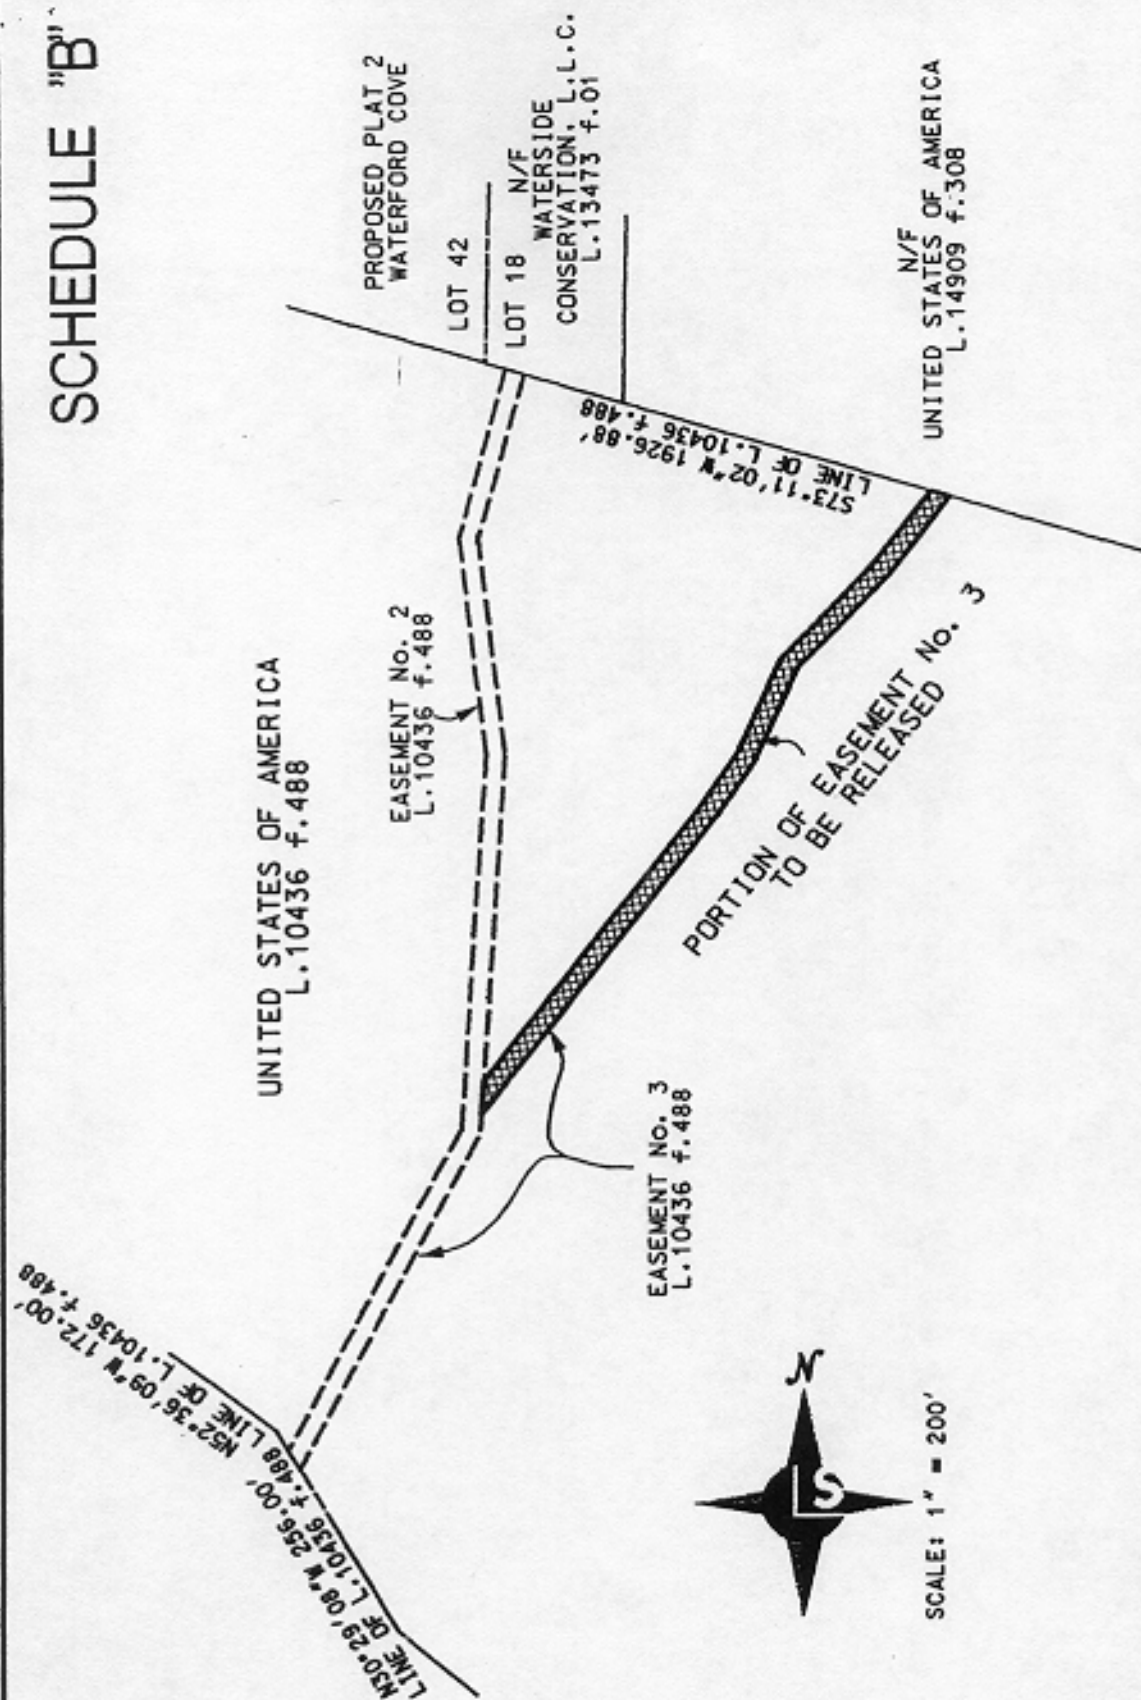 SCHEDULE "B"
PROPOSED PLAT 2
WATERFORD COVE
LOT 42
LOT 18
N/F
WATERSIDE
CONSERVATION, L.L.C.
L.13473 f.01
N/F
UNITED STATES OF AMERICA
L.14909 f.308
S73°11'02"W 1926.88'
LINE OF L.10436 f.488
UNITED STATES OF AMERICA
L.10436 f.488
EASEMENT No. 2
L.10436 f.488
PORTION OF EASEMENT No. 3
TO BE RELEASED
EASEMENT No. 3
L.10436 f.488
N52°36'09"W 172.00'
LINE OF L.10436 f.488
N30°29'08"W 256.00'
LINE OF L.10436 f.488
N
LS
SCALE: 1" = 200'